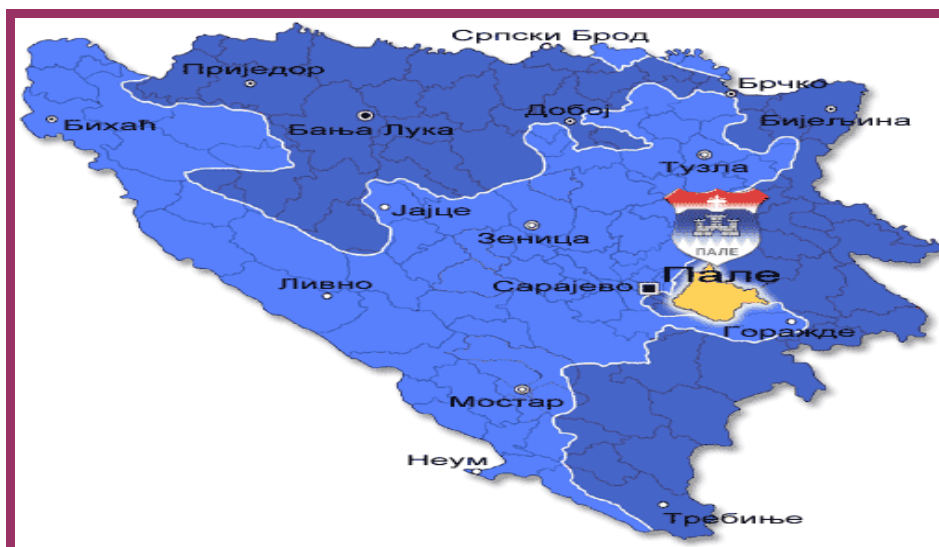 Српски Брод
Приједор
Брчко
Бихаћ
Бања Лука
Добој
Бијељина
Тузла
Јајце
Зеница
ПАЛЕ
Пале
Ливно
Сарајево
Горажде
Мостар
Неум
Требиње